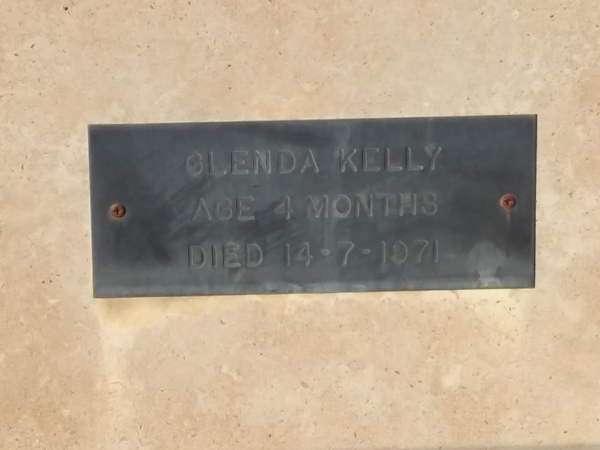 GLENDA KELLY
AGE 4 MONTHS
DIED 14-7-1971